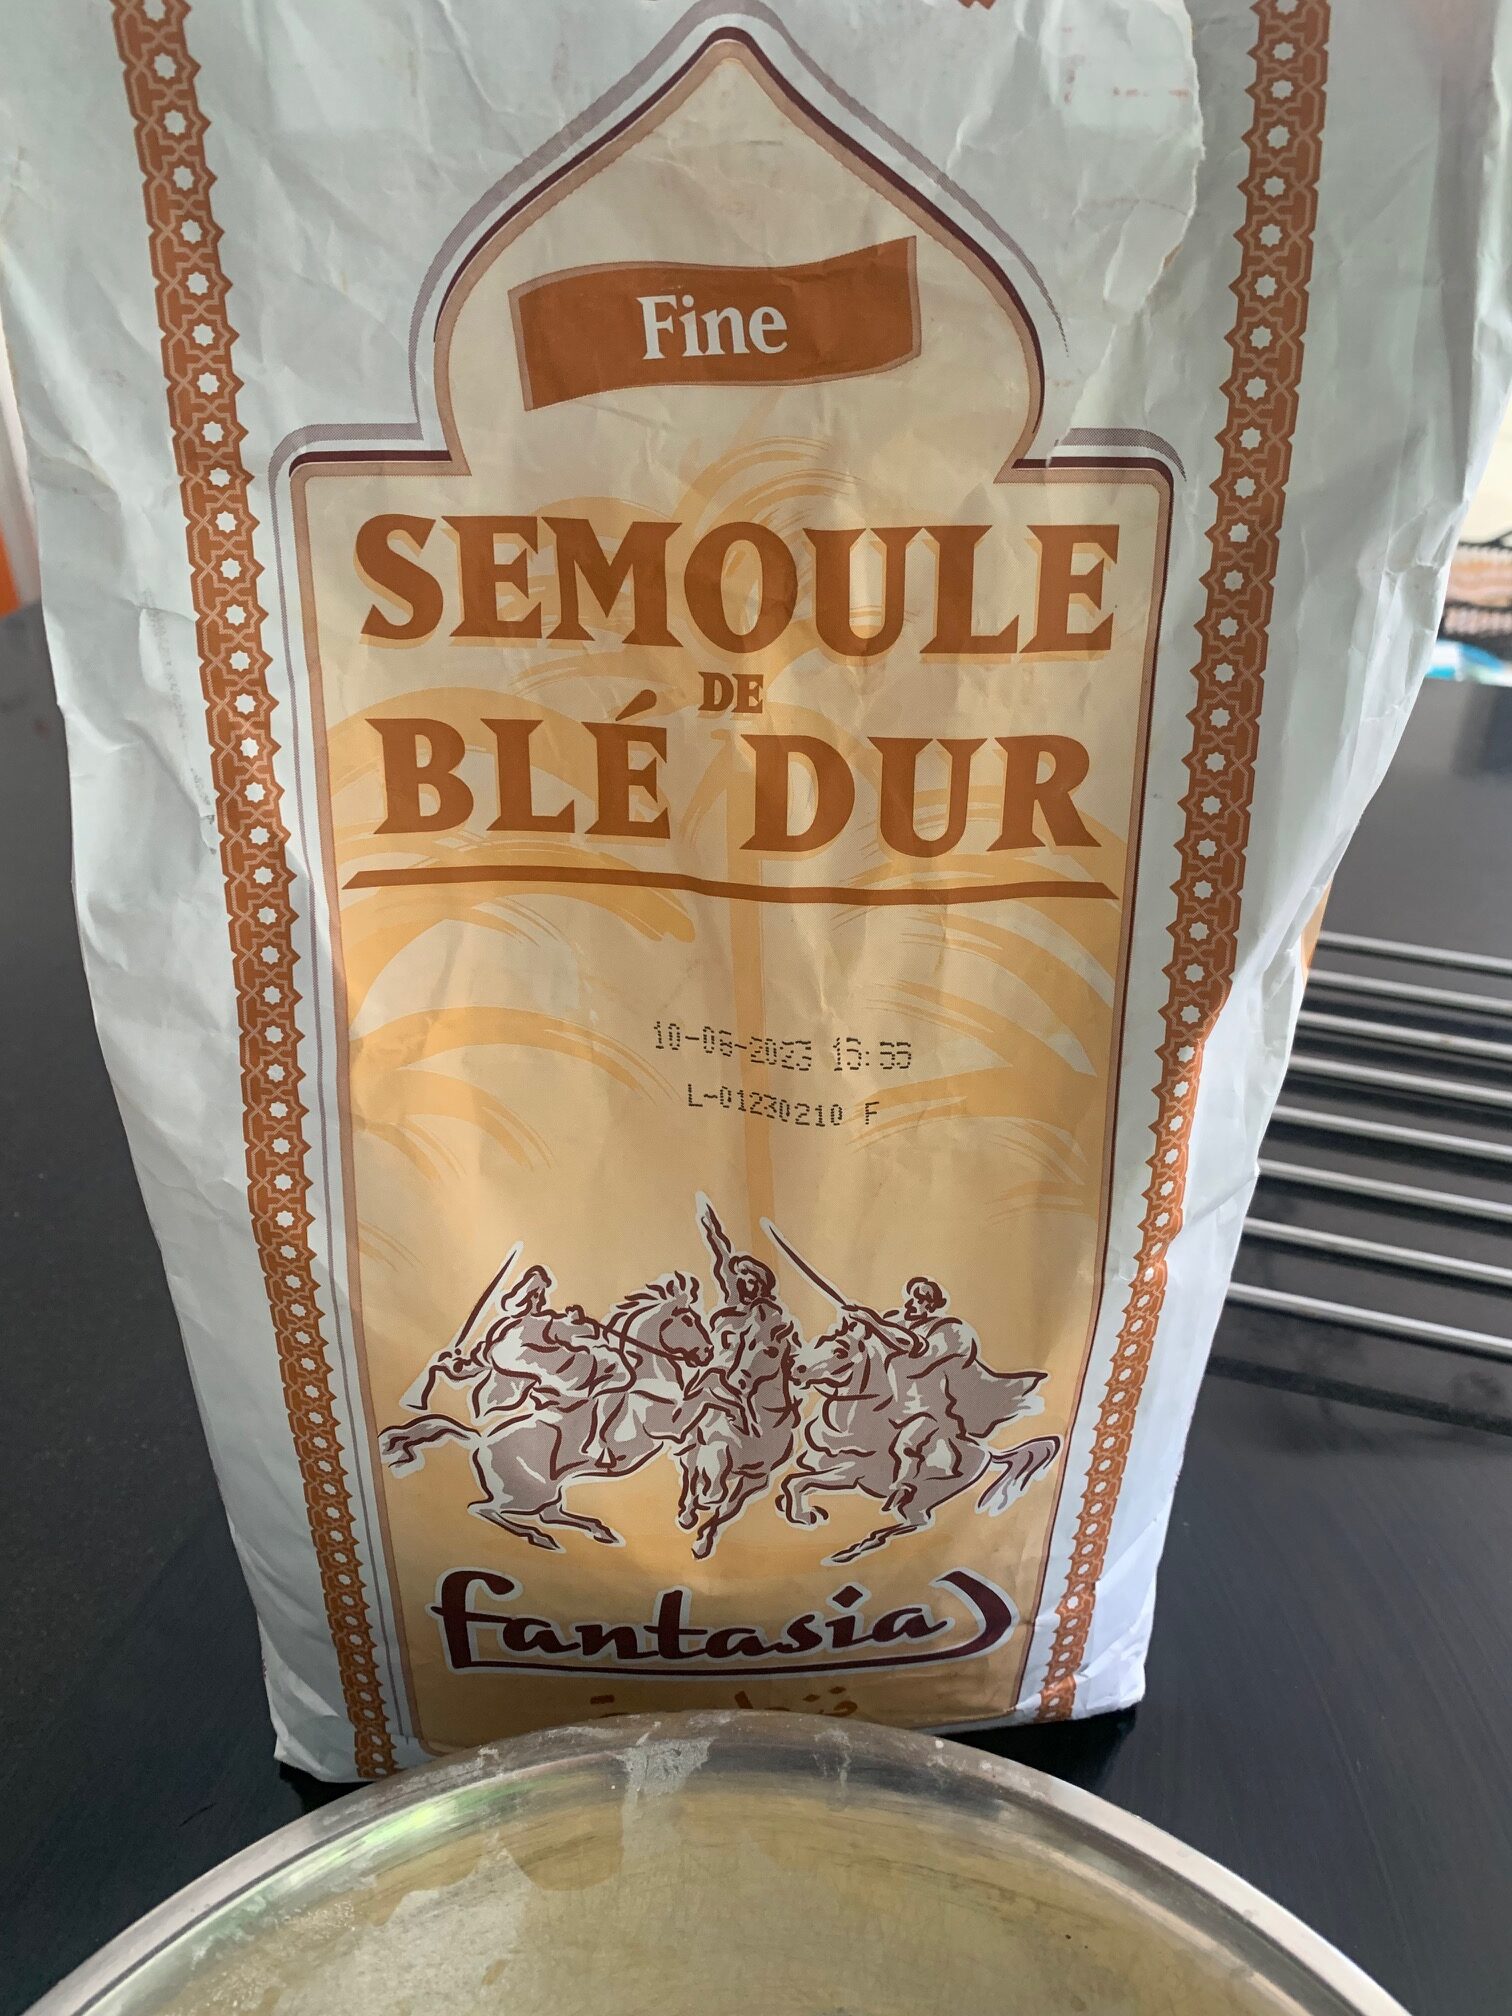 Fine
SEMOULE
DE
BLÉ DUR
10-08-2023 15:55
L-01230210 F
fantasia